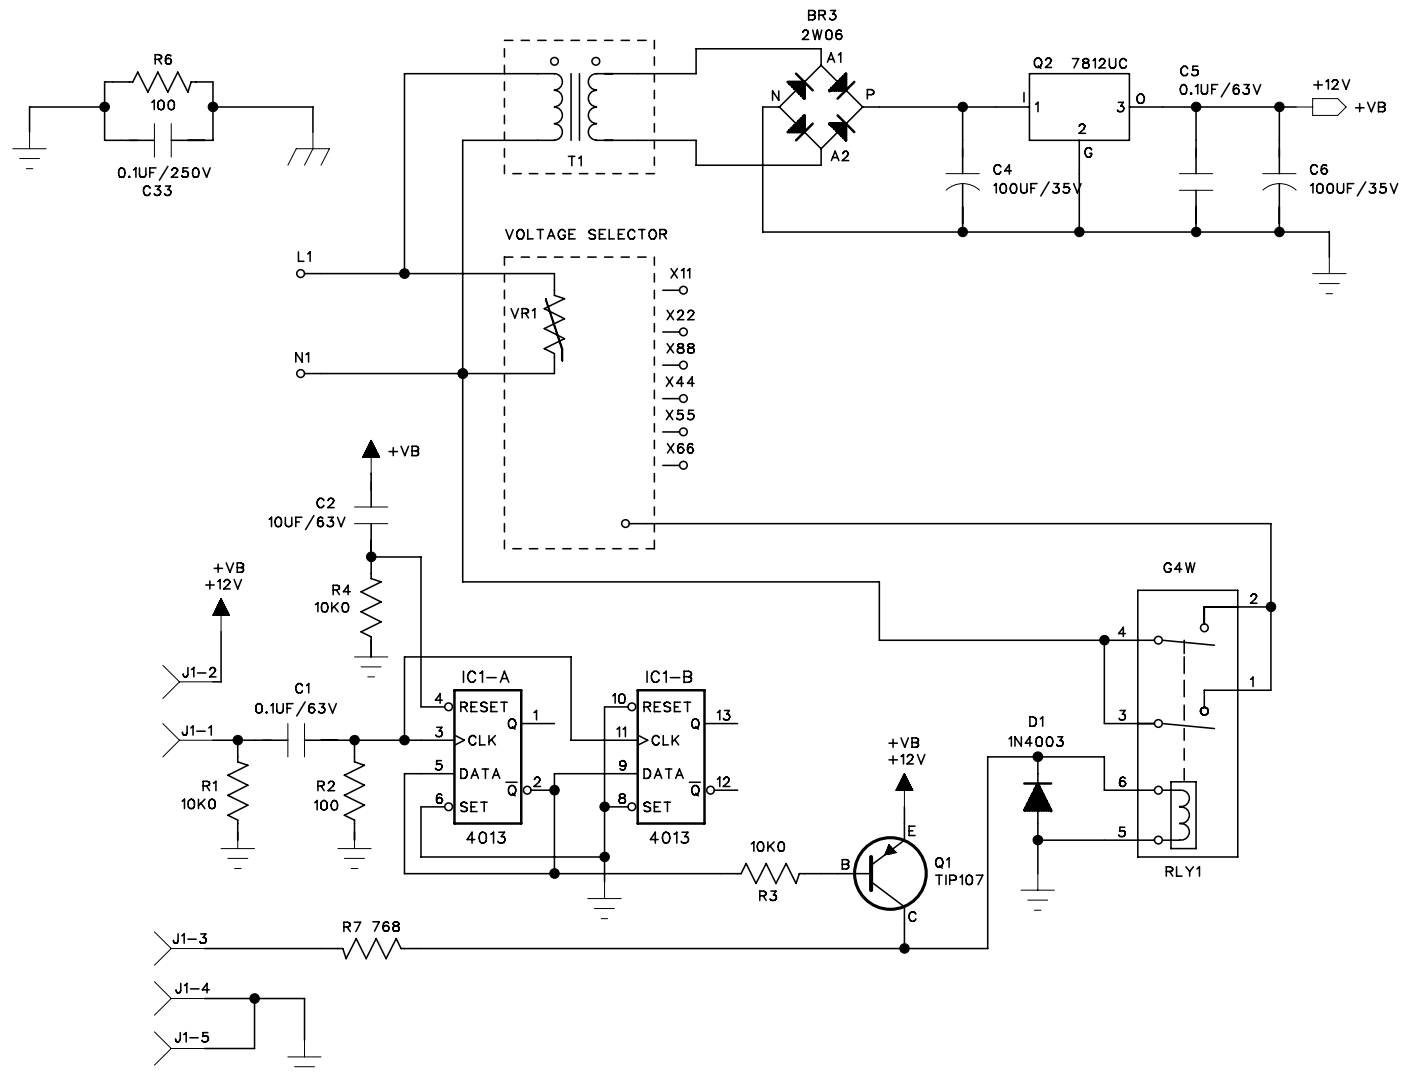 BR3
2W06
A1
N
P
A2
R6
100
0.1UF/250V
C33
T1
Q2 7812UC
I
1
3
O
2
G
C5
0.1UF/63V
+12V
+VB
C4
100UF/35V
C6
100UF/35V
VOLTAGE SELECTOR
L1
VR1
N1
X11
X22
X88
X44
X55
X66
+VB
C2
10UF/63V
R4
10K0
+VB
+12V
J1-2
C1
0.1UF/63V
J1-1
R1
10K0
R2
100
IC1-A
4
RESET
Q
1
3
CLK
5
DATA
Q
2
6
SET
4013
IC1-B
10
RESET
Q
13
11
CLK
9
DATA
Q
12
8
SET
4013
G4W
2
4
1
3
6
5
RLY1
D1
1N4003
+VB
+12V
E
B
C
Q1
TIP107
10K0
R3
J1-3
R7 768
J1-4
J1-5